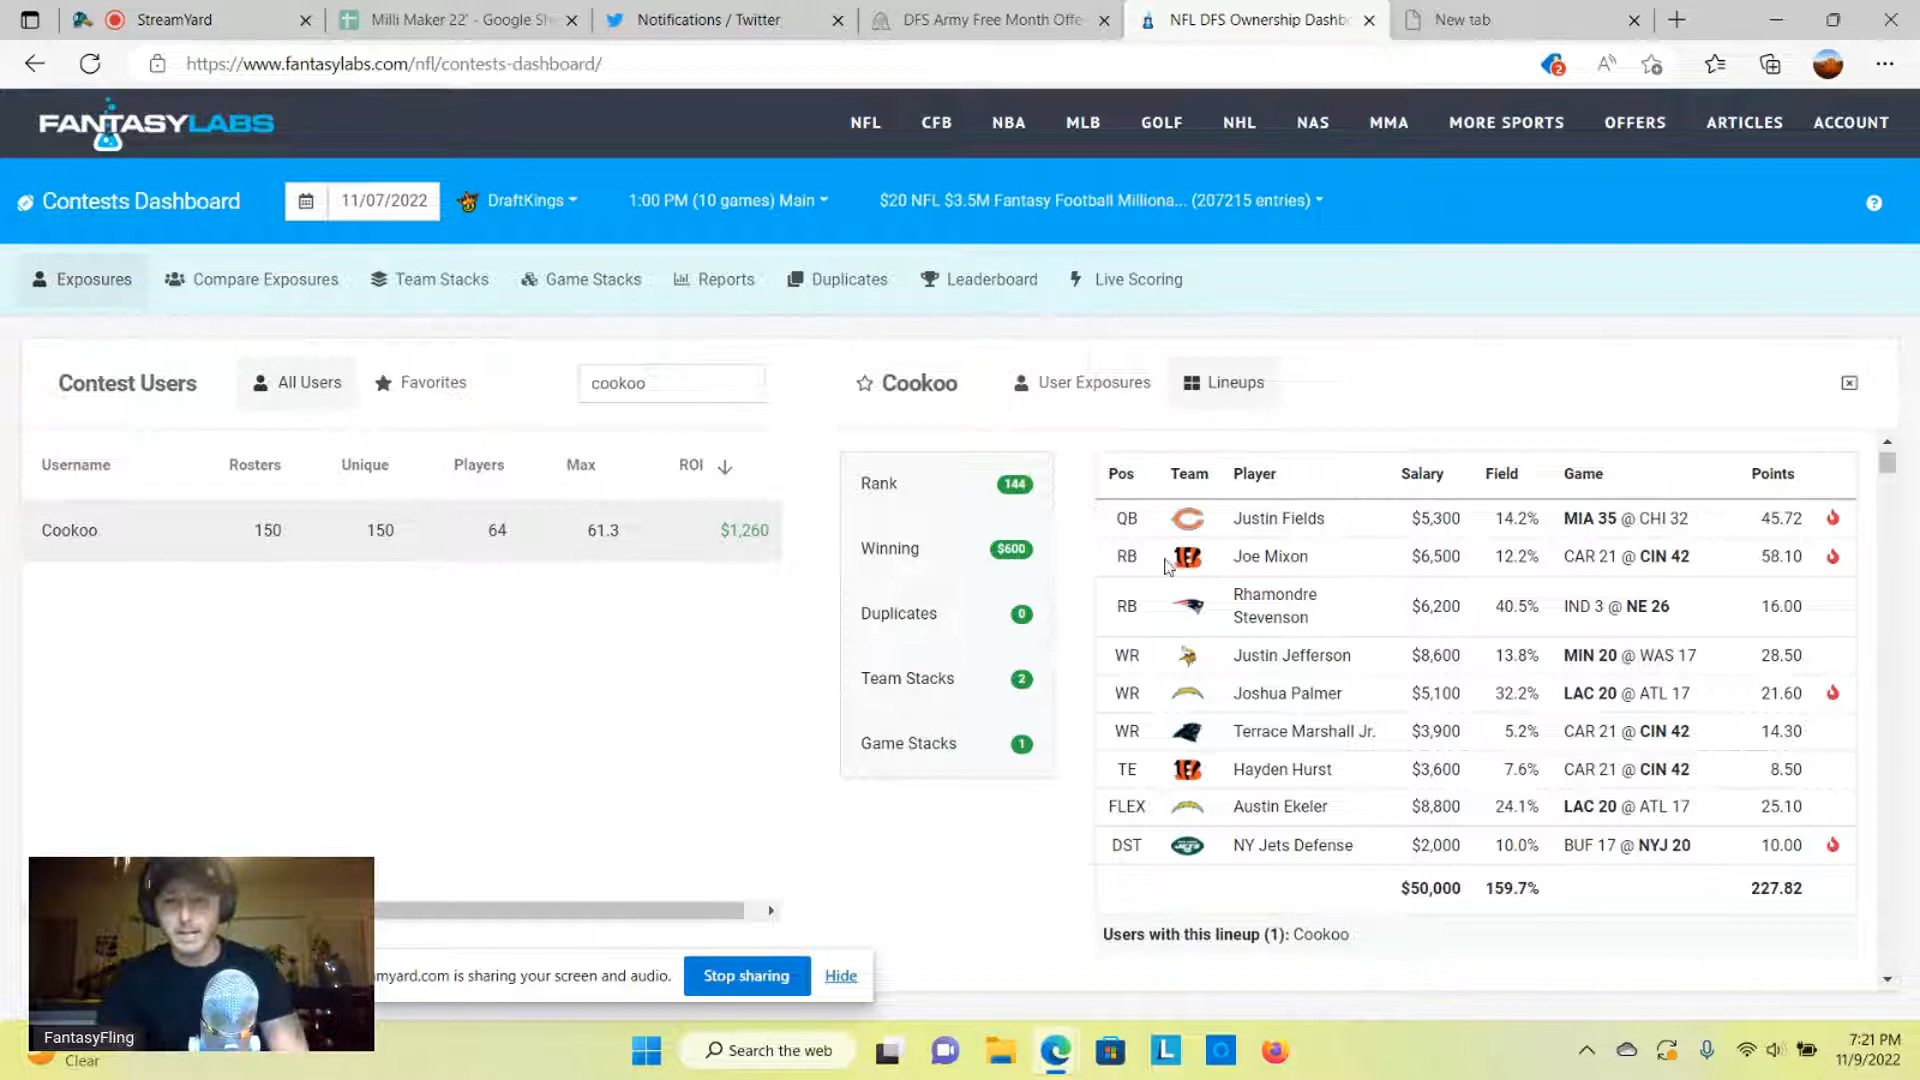 StreamYard
Milli Maker 22' - Google Sh
Notifications / Twitter
DFS Army Free Month Offe
NFL DFS Ownership Dashb
New tab
https://www.fantasylabs.com/nfl/contests-dashboard/
2
FANTASYLABS
NFL CFB NBA MLB GOLF NHL NAS MMA MORE SPORTS OFFERS ARTICLES ACCOUNT
Contests Dashboard 11/07/2022 DraftKings 1:00 PM (10 games) Main $20 NFL $3.5M Fantasy Football Milliona... (207215 entries) ?
Exposures Compare Exposures Team Stacks Game Stacks Reports Duplicates Leaderboard Live Scoring
Contest Users All Users Favorites cookoo
Username Rosters Unique Players Max ROI
Cookoo 150 150 64 61.3 $1,260
Cookoo User Exposures Lineups
Rank 144
Winning $600
Duplicates 0
Team Stacks 2
Game Stacks 1
Pos Team Player Salary Field Game Points
QB Justin Fields $5,300 14.2% MIA 35 @ CHI 32 45.72
RB Joe Mixon $6,500 12.2% CAR 21 @ CIN 42 58.10
RB Rhamondre Stevenson $6,200 40.5% IND 3 @ NE 26 16.00
WR Justin Jefferson $8,600 13.8% MIN 20 @ WAS 17 28.50
WR Joshua Palmer $5,100 32.2% LAC 20 @ ATL 17 21.60
WR Terrace Marshall Jr. $3,900 5.2% CAR 21 @ CIN 42 14.30
TE Hayden Hurst $3,600 7.6% CAR 21 @ CIN 42 8.50
FLEX Austin Ekeler $8,800 24.1% LAC 20 @ ATL 17 25.10
DST NY Jets Defense $2,000 10.0% BUF 17 @ NYJ 20 10.00
$50,000 159.7% 227.82
Users with this lineup (1): Cookoo
myard.com is sharing your screen and audio. Stop sharing Hide
FantasyFling
Clear
Search the web
L
7:21 PM
11/9/2022